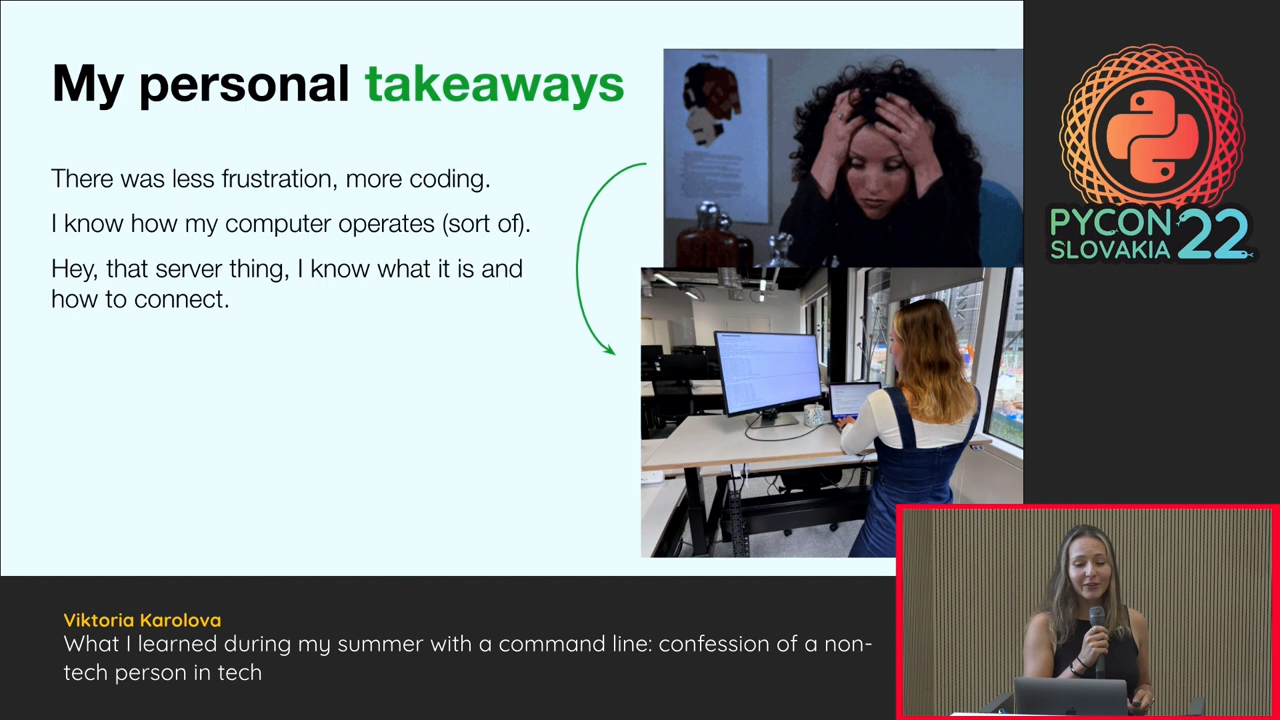 My personal takeaways
There was less frustration, more coding.
I know how my computer operates (sort of).
Hey, that server thing, I know what it is and
how to connect.
PYCON
SLOVAKIA
22
Viktoria Karolova
What I learned during my summer with a command line: confession of a non-
tech person in tech